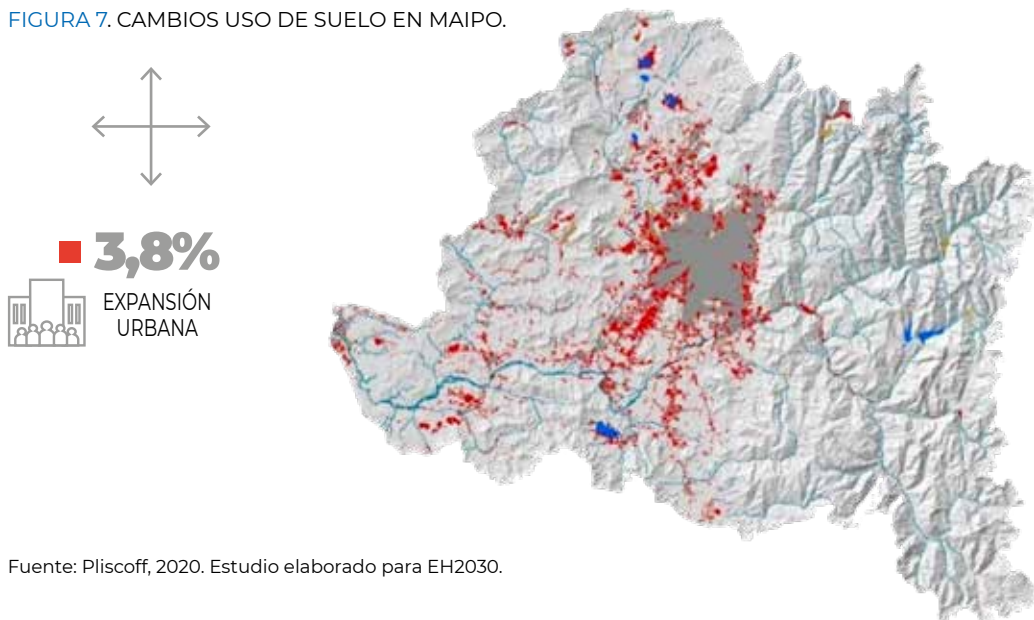 FIGURA 7. CAMBIOS USO DE SUELO EN MAIPO.
3,8%
EXPANSIÓN
URBANA
Fuente: Pliscoff, 2020. Estudio elaborado para EH2030.